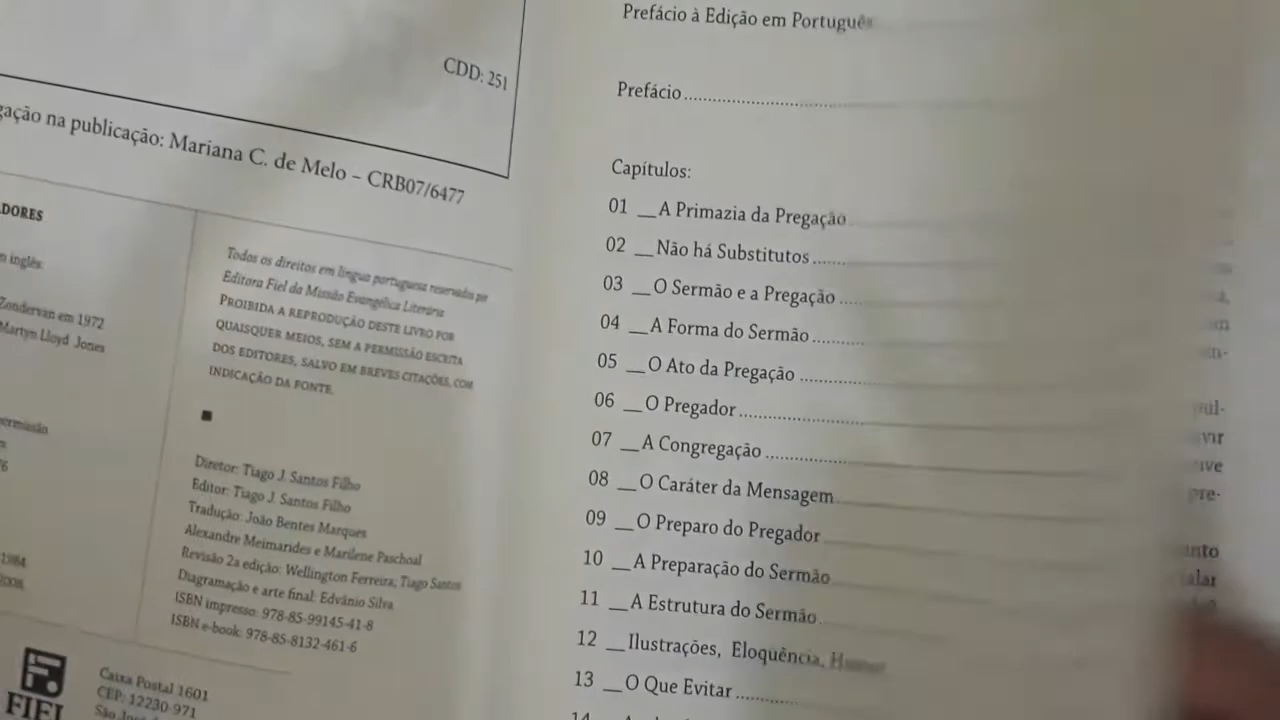 CDD: 251
na publicação: Mariana C. de Melo – CRB07/6477
inglês:
Zondervan em 1972
Martyn Lloyd Jones
1984
2008
Todos os direitos em língua portuguesa reservados por
Editora Fiel da Missão Evangélica Literária
PROIBIDA A REPRODUÇÃO DESTE LIVRO POR
QUAISQUER MEIOS, SEM A PERMISSÃO ESCRITA
DOS EDITORES, SALVO EM BREVES CITAÇÕES, COM
INDICAÇÃO DA FONTE.
Diretor: Tiago J. Santos Filho
Editor: Tiago J. Santos Filho
Tradução: João Bentes Marques
Alexandre Meimarides e Marilene Paschoal
Revisão 2a edição: Wellington Ferreira; Tiago Santos
Diagramação e arte final: Edvânio Silva
ISBN impresso: 978-85-99145-41-8
ISBN e-book: 978-85-8132-461-6
FIEL
Caixa Postal 1601
CEP: 12230-971
São José
Prefácio à Edição em Português
Prefácio
Capítulos:
01 __A Primazia da Pregação
02 __Não há Substitutos
03 __O Sermão e a Pregação
04 __A Forma do Sermão
05 __O Ato da Pregação
06 __O Pregador
07 __A Congregação
08 __O Caráter da Mensagem
09 __O Preparo do Pregador
10 __A Preparação do Sermão
11 __A Estrutura do Sermão
12 __Ilustrações, Eloquência, Humor
13 __O Que Evitar
14